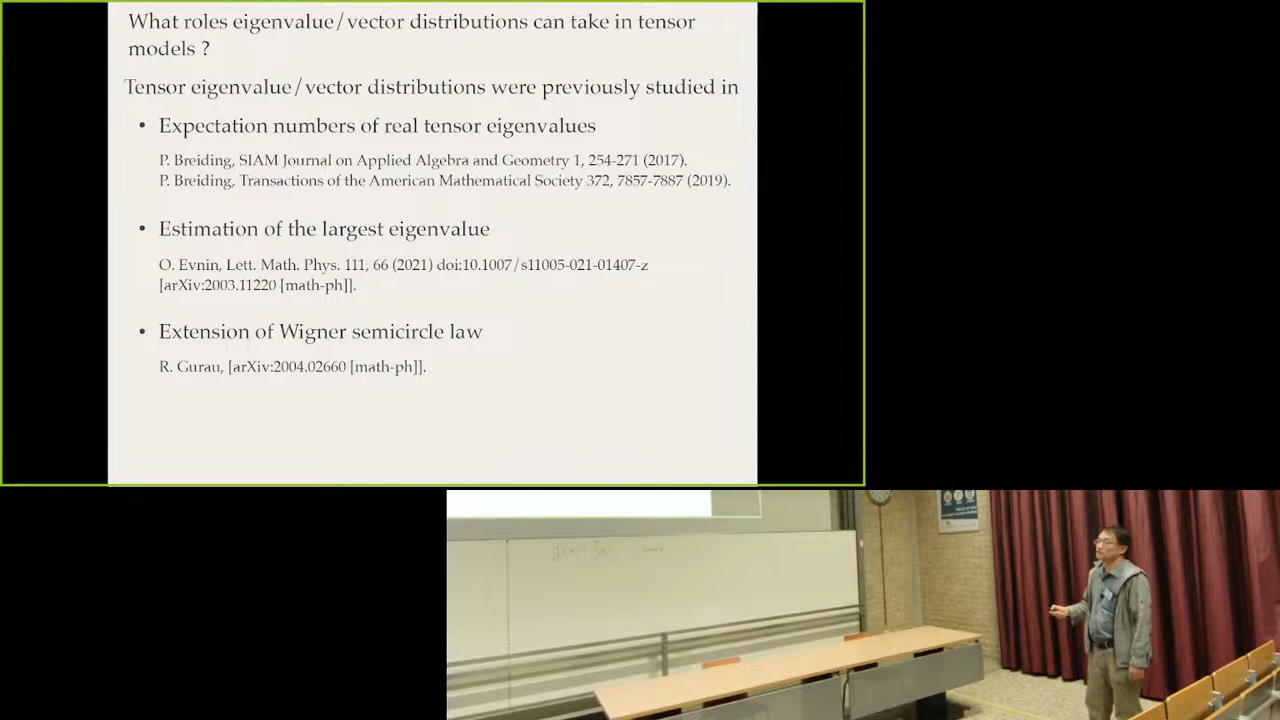 What roles eigenvalue/vector distributions can take in tensor
models ?
Tensor eigenvalue/vector distributions were previously studied in
• Expectation numbers of real tensor eigenvalues
P. Breiding, SIAM Journal on Applied Algebra and Geometry 1, 254-271 (2017).
P. Breiding, Transactions of the American Mathematical Society 372, 7857-7887 (2019).
• Estimation of the largest eigenvalue
O. Evnin, Lett. Math. Phys. 111, 66 (2021) doi:10.1007/s11005-021-01407-z
[arXiv:2003.11220 [math-ph]].
• Extension of Wigner semicircle law
R. Gurau, [arXiv:2004.02660 [math-ph]].